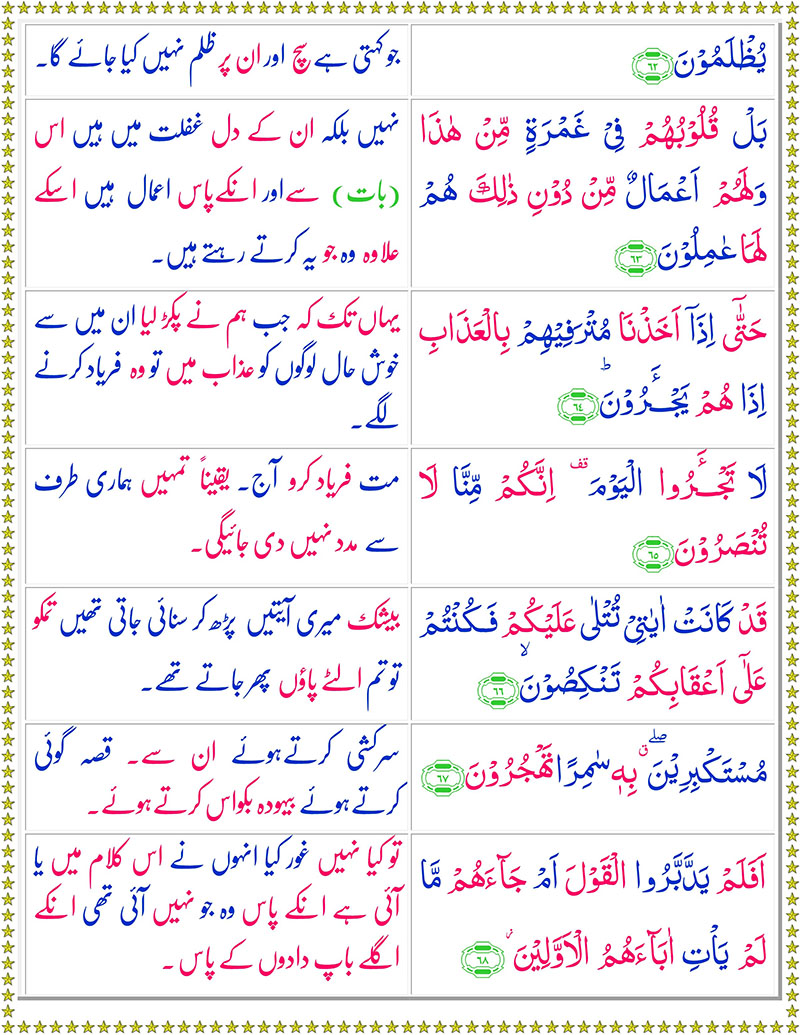 یُظْلَمُوْنَ ﴿٦٢﴾
جو کہتی ہے سچ اور ان پر ظلم نہیں کیا جائے گا۔
بَلْ قُلُوْبُهُمْ فِیْ غَمْرَةٍ مِّنْ هٰذَا
وَلَهُمْ اَعْمَالٌ مِّنْ دُوْنِ ذٰلِكَ هُمْ
لَهَا عٰمِلُوْنَ ﴿٦٣﴾
نہیں بلکہ ان کے دل غفلت میں ہیں اس
(بات) سے اور انکے پاس اعمال ہیں اسکے
علاوہ وہ جو یہ کرتے رہتے ہیں۔
حَتّٰۤی اِذَاۤ اَخَذْنَا مُتْرَفِیْهِمْ بِالْعَذَابِ
اِذَا هُمْ یَجْـَٔرُوْنَ ؕ ﴿٦٤﴾
یہاں تک کہ جب ہم نے پکڑ لیا ان میں سے
خوش حال لوگوں کو عذاب میں تو وہ فریاد کرنے
لگے۔
لَا تَجْـَٔرُوا الْیَوْمَ ۫ اِنَّكُمْ مِّنَّا لَا
تُنْصَرُوْنَ ﴿٦٥﴾
مت فریاد کرو آج۔ یقیناً تمہیں ہماری طرف
سے مدد نہیں دی جائیگی۔
قَدْ كَانَتْ اٰیٰتِیْ تُتْلٰی عَلَیْكُمْ فَكُنْتُمْ
عَلٰۤی اَعْقَابِكُمْ تَنْكِصُوْنَ ۙ ﴿٦٦﴾
بیشک میری آیتیں پڑھ کر سنائی جاتی تھیں تمکو
تو تم الٹے پاؤں پھر جاتے تھے۔
مُسْتَكْبِرِیْنَ ۖۗ بِهٖ سٰمِرًا تَهْجُرُوْنَ ﴿٦٧﴾
سرکشی کرتے ہوئے ان سے۔ قصہ گوئی
کرتے ہوئے بیہودہ بکواس کرتے ہوئے۔
اَفَلَمْ یَدَّبَّرُوا الْقَوْلَ اَمْ جَآءَهُمْ مَّا
لَمْ یَاْتِ اٰبَآءَهُمُ الْاَوَّلِیْنَ ؗ ﴿٦٨﴾
تو کیا نہیں غور کیا انہوں نے اس کلام میں یا
آئی ہے انکے پاس وہ جو نہیں آئی تھی انکے
اگلے باپ دادوں کے پاس۔